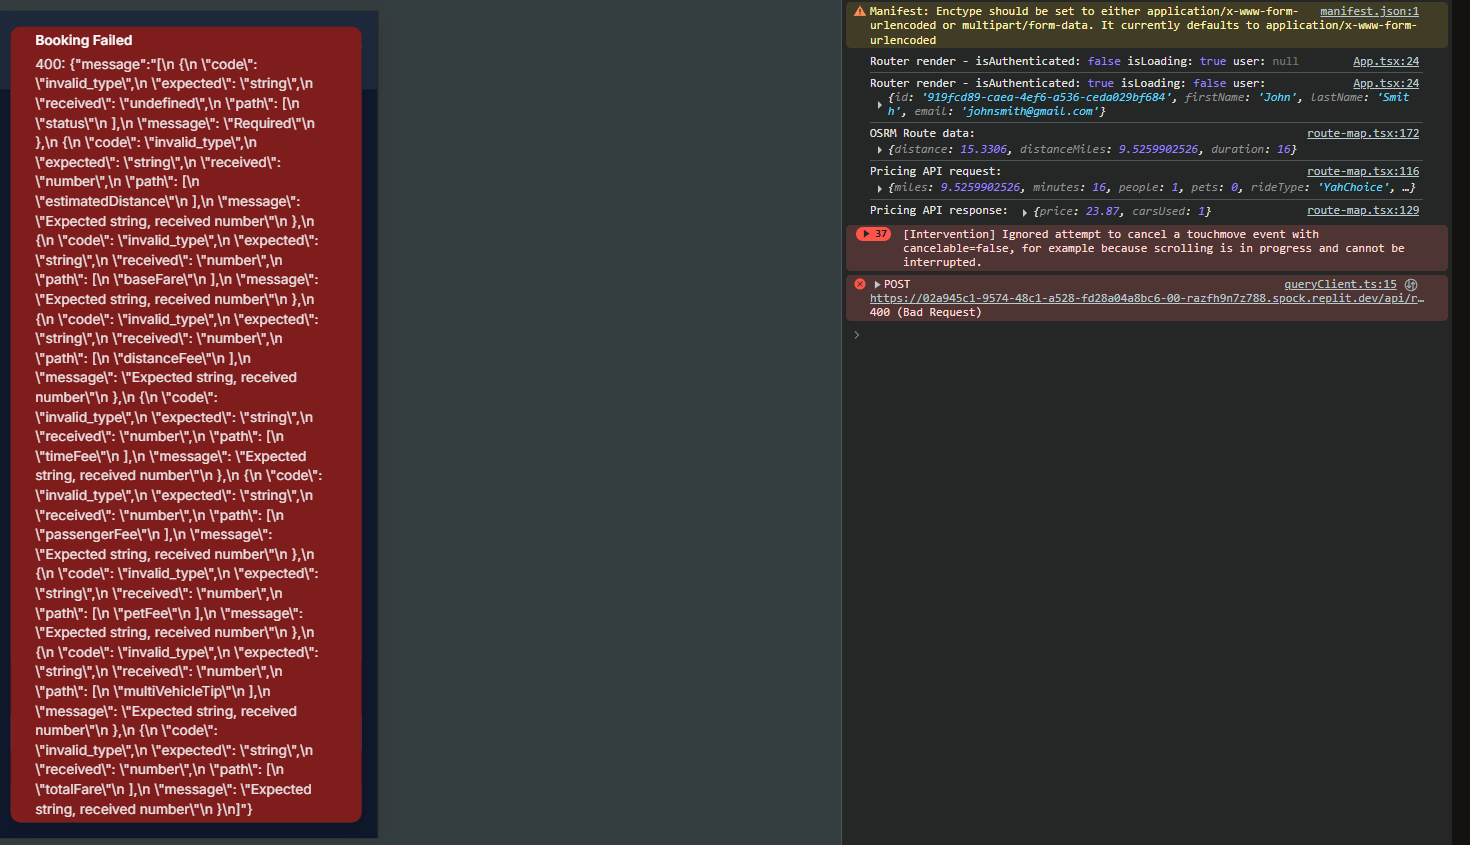 Booking Failed
400: {"message":"[\n {\n \"code\":
\"invalid_type\",\n \"expected\": \"string\",\n
\"received\": \"undefined\",\n \"path\": [\n
\"status\"\n ],\n \"message\": \"Required\"\n
},\n {\n \"code\": \"invalid_type\",\n
\"expected\": \"string\",\n \"received\":
\"number\",\n \"path\": [\n
\"estimatedDistance\"\n ],\n \"message\":
\"Expected string, received number\"\n },\n
{\n \"code\": \"invalid_type\",\n \"expected\":
\"string\",\n \"received\": \"number\",\n
\"path\": [\n \"baseFare\"\n ],\n \"message\":
\"Expected string, received number\"\n },\n
{\n \"code\": \"invalid_type\",\n \"expected\":
\"string\",\n \"received\": \"number\",\n
\"path\": [\n \"distanceFee\"\n ],\n
\"message\": \"Expected string, received
number\"\n },\n {\n \"code\":
\"invalid_type\",\n \"expected\": \"string\",\n
\"received\": \"number\",\n \"path\": [\n
\"timeFee\"\n ],\n \"message\": \"Expected
string, received number\"\n },\n {\n \"code\":
\"invalid_type\",\n \"expected\": \"string\",\n
\"received\": \"number\",\n \"path\": [\n
\"passengerFee\"\n ],\n \"message\":
\"Expected string, received number\"\n },\n
{\n \"code\": \"invalid_type\",\n \"expected\":
\"string\",\n \"received\": \"number\",\n
\"path\": [\n \"petFee\"\n ],\n \"message\":
\"Expected string, received number\"\n },\n
{\n \"code\": \"invalid_type\",\n \"expected\":
\"string\",\n \"received\": \"number\",\n
\"path\": [\n \"multiVehicleTip\"\n ],\n
\"message\": \"Expected string, received
number\"\n },\n {\n \"code\":
\"invalid_type\",\n \"expected\": \"string\",\n
\"received\": \"number\",\n \"path\": [\n
\"totalFare\"\n ],\n \"message\": \"Expected
string, received number\"\n }\n]"}
Manifest: Enctype should be set to either application/x-www-form- manifest.json:1
urlencoded or multipart/form-data. It currently defaults to application/x-www-form-
urlencoded
Router render - isAuthenticated: false isLoading: true user: null App.tsx:24
Router render - isAuthenticated: true isLoading: false user: App.tsx:24
{id: '919fcd89-caea-4ef6-a536-ceda029bf684', firstName: 'John', lastName: 'Smit
h', email: 'johnsmith@gmail.com'}
OSRM Route data: route-map.tsx:172
{distance: 15.3306, distanceMiles: 9.5259902526, duration: 16}
Pricing API request: route-map.tsx:116
{miles: 9.5259902526, minutes: 16, people: 1, pets: 0, rideType: 'YahChoice', …}
Pricing API response: {price: 23.87, carsUsed: 1} route-map.tsx:129
37 [Intervention] Ignored attempt to cancel a touchmove event with
cancelable=false, for example because scrolling is in progress and cannot be
interrupted.
POST queryClient.ts:15
https://02a945c1-9574-48c1-a528-fd28a04a8bc6-00-razfh9n7z788.spock.replit.dev/api/r…
400 (Bad Request)